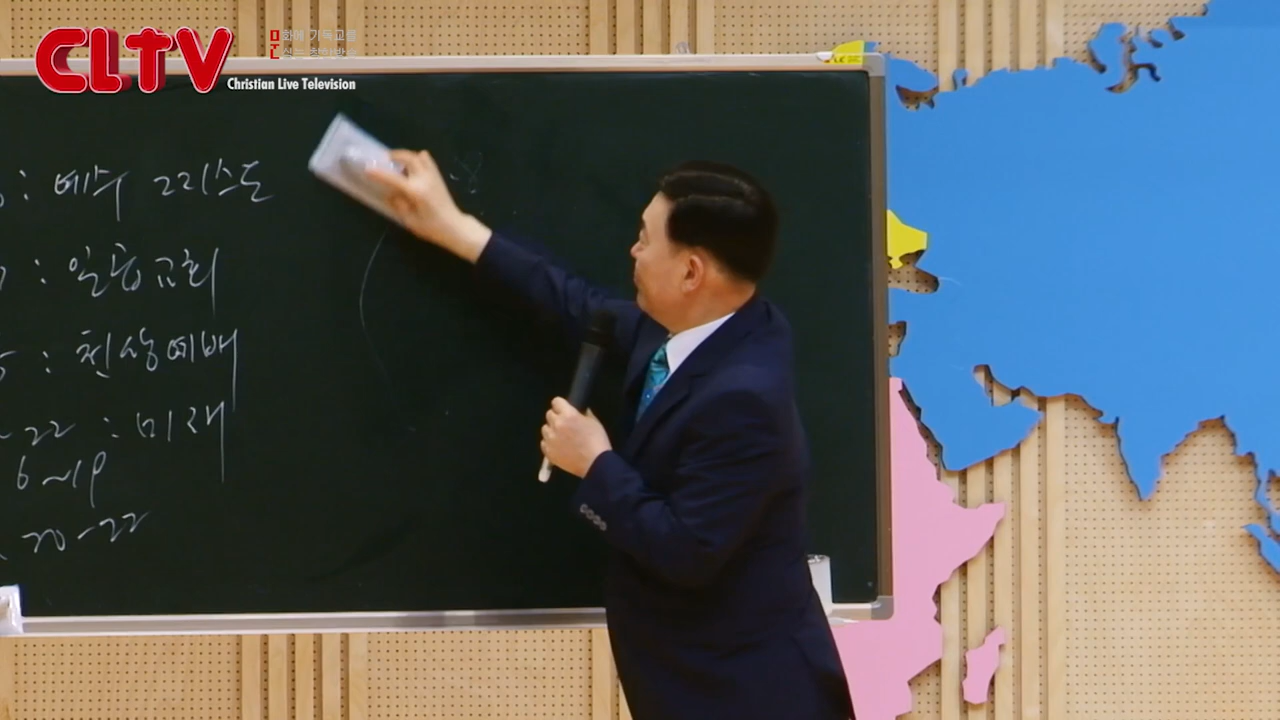 CLTV
Christian Live Television
: 예수 그리스도
: 일곱교회
: 천상예배
~22 : 미래
6~19
20~22